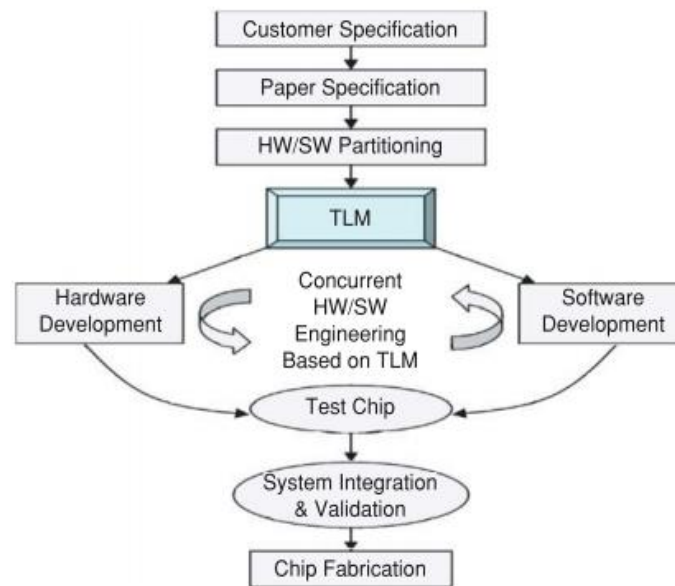 Customer Specification
Paper Specification
HW/SW Partitioning
TLM
Hardware
Development
Concurrent
HW/SW
Engineering
Based on TLM
Software
Development
Test Chip
System Integration
& Validation
Chip Fabrication